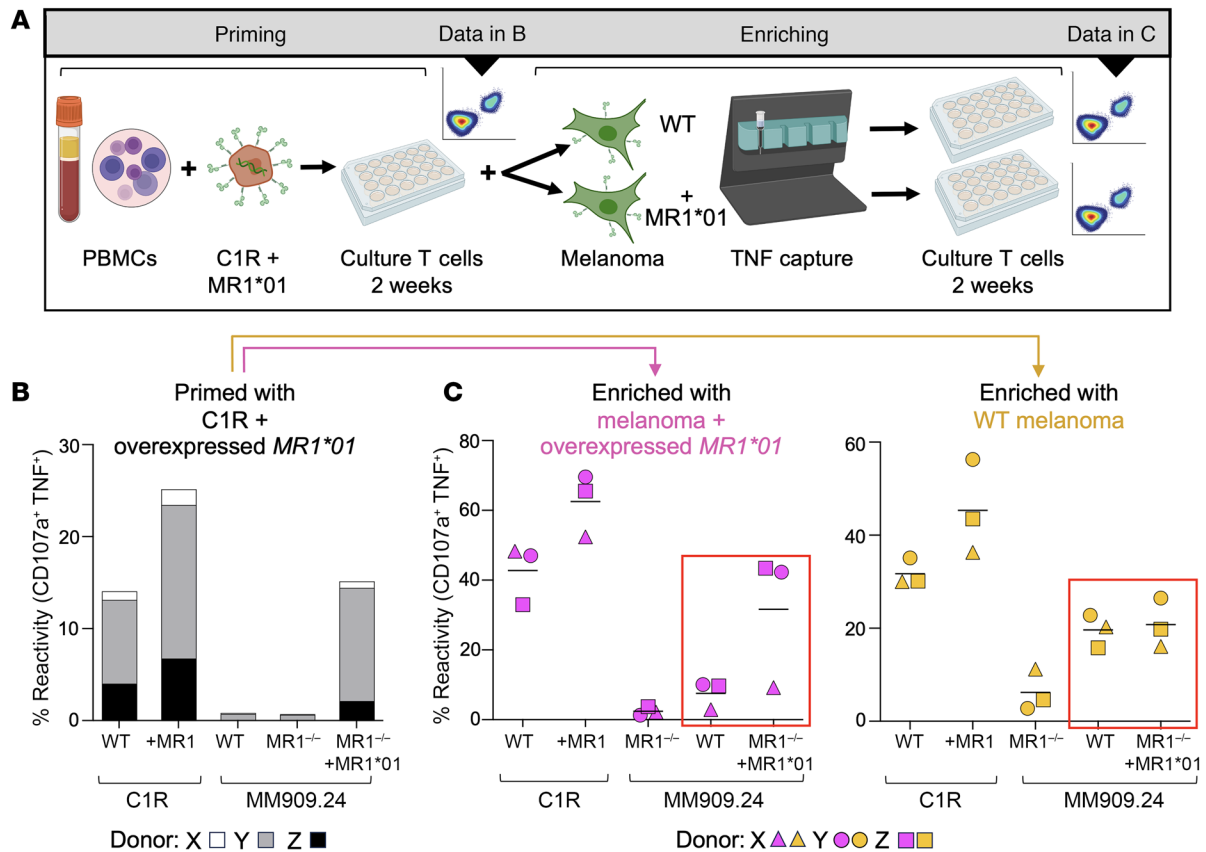 A
Priming
Data in B
Enriching
Data in C
WT
+
+
+
MR1*01
PBMCs
C1R +
MR1*01
Culture T cells
2 weeks
Melanoma
TNF capture
Culture T cells
2 weeks
B
Primed with
C1R +
overexpressed MR1*01
% Reactivity (CD107a⁺ TNF⁺)
30
20
10
0
WT
+MR1
WT
MR1⁻/⁻
MR1⁻/⁻
+MR1*01
C1R
MM909.24
Donor: X Y Z
C
Enriched with
melanoma +
overexpressed MR1*01
% Reactivity (CD107a⁺ TNF⁺)
80
60
40
20
0
WT
+MR1
MR1⁻/⁻
WT
MR1⁻/⁻
+MR1*01
C1R
MM909.24
Enriched with
WT melanoma
60
40
20
0
WT
+MR1
MR1⁻/⁻
WT
MR1⁻/⁻
+MR1*01
C1R
MM909.24
Donor: X Y Z